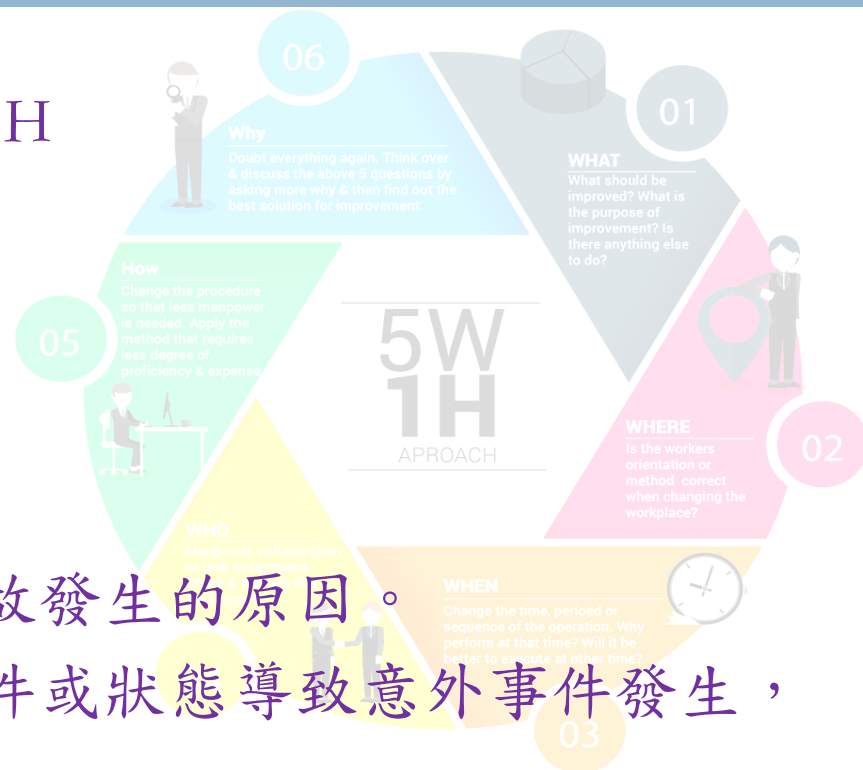 H
06
Why
Doubt everything again. Think over
& discuss the above 5 questions by
asking more why & then find out the
best solution for improvement.
01
WHAT
What should be
improved? What is
the purpose of
improvement? Is
there anything else
to do?
How
Change the procedure
so that less manpower
is needed. Apply the
method that requires
less degree of
proficiency & expense
05
5W
1H
APROACH
WHERE
Is the workers
orientation or
method correct
when changing the
workplace?
02
WHO
Manpower, collaboration
or task assignment
WHEN
Change the time, perioed or
sequence of the operation. Why
perform at that time? Will it be
better to execute at other time?
故發生的原因。
件或狀態導致意外事件發生，
03